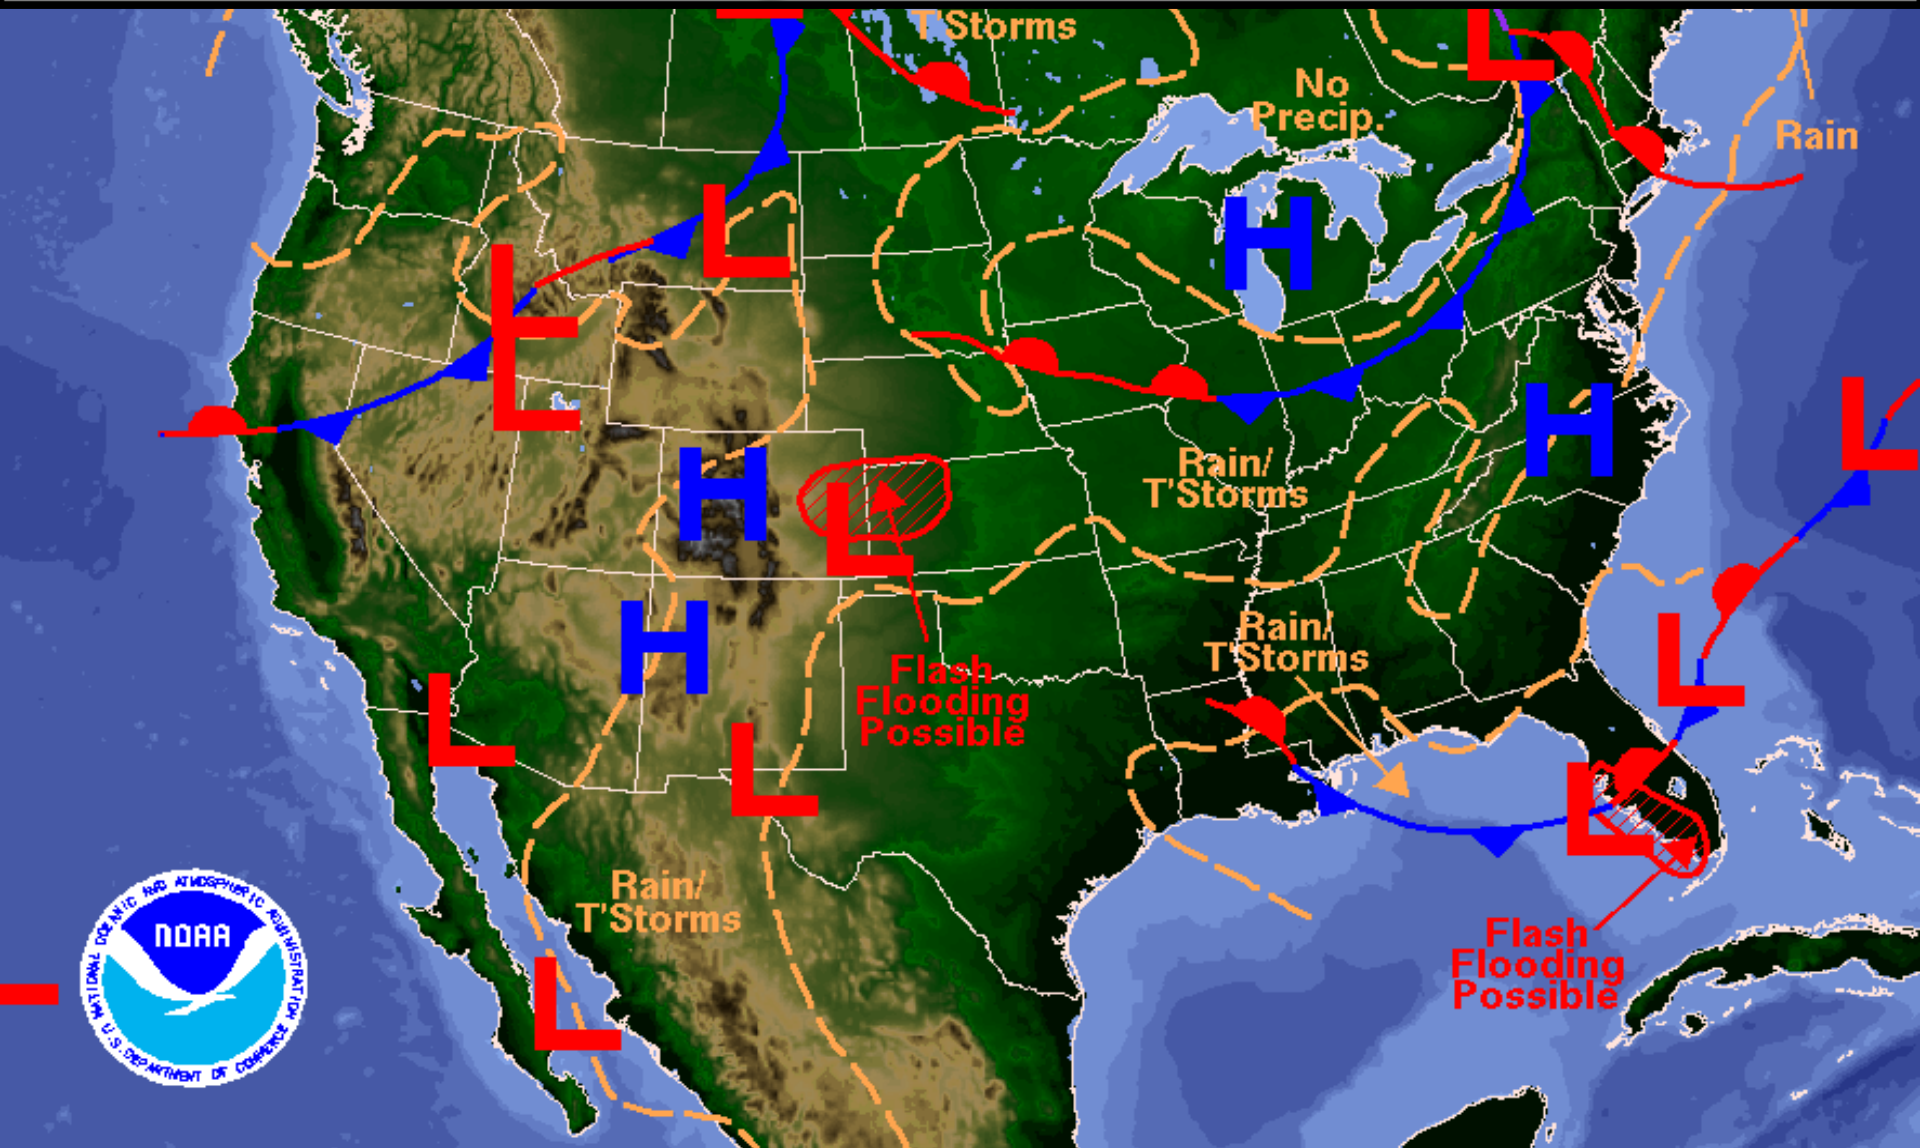 T'Storms
No
Precip.
Rain
H
H
L
L
L
L
L
L
H
Rain/
T'Storms
H
L
L
Rain/
T'Storms
L
Flash
Flooding
Possible
L
L
L
Rain/
T'Storms
Flash
Flooding
Possible
L
NATIONAL OCEANIC AND ATMOSPHERIC ADMINISTRATION
NOAA
U.S. DEPARTMENT OF COMMERCE